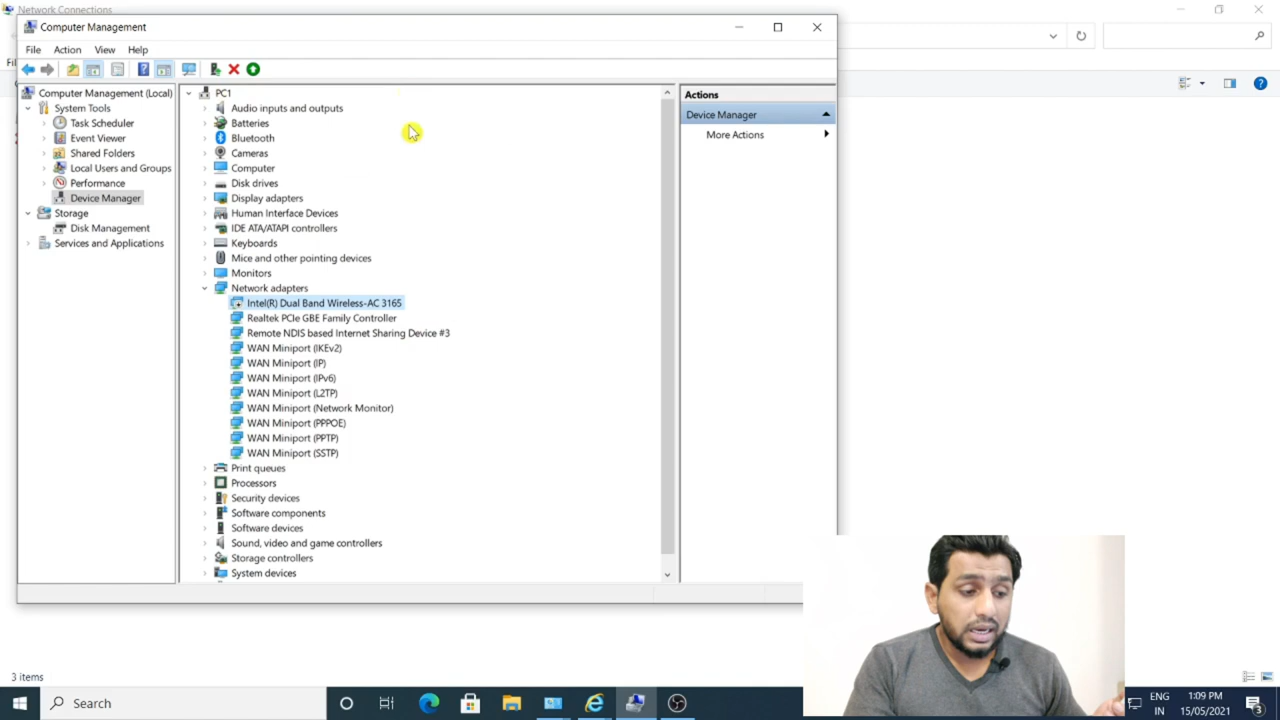 Network Connections
Computer Management
File Action View Help
Computer Management (Local)
System Tools
Task Scheduler
Event Viewer
Shared Folders
Local Users and Groups
Performance
Device Manager
Storage
Disk Management
Services and Applications
PC1
Audio inputs and outputs
Batteries
Bluetooth
Cameras
Computer
Disk drives
Display adapters
Human Interface Devices
IDE ATA/ATAPI controllers
Keyboards
Mice and other pointing devices
Monitors
Network adapters
Intel(R) Dual Band Wireless-AC 3165
Realtek PCIe GBE Family Controller
Remote NDIS based Internet Sharing Device #3
WAN Miniport (IKEv2)
WAN Miniport (IP)
WAN Miniport (IPv6)
WAN Miniport (L2TP)
WAN Miniport (Network Monitor)
WAN Miniport (PPPOE)
WAN Miniport (PPTP)
WAN Miniport (SSTP)
Print queues
Processors
Security devices
Software components
Software devices
Sound, video and game controllers
Storage controllers
System devices
Actions
Device Manager
More Actions
3 items
Search
ENG
IN
1:09 PM
15/05/2021
3